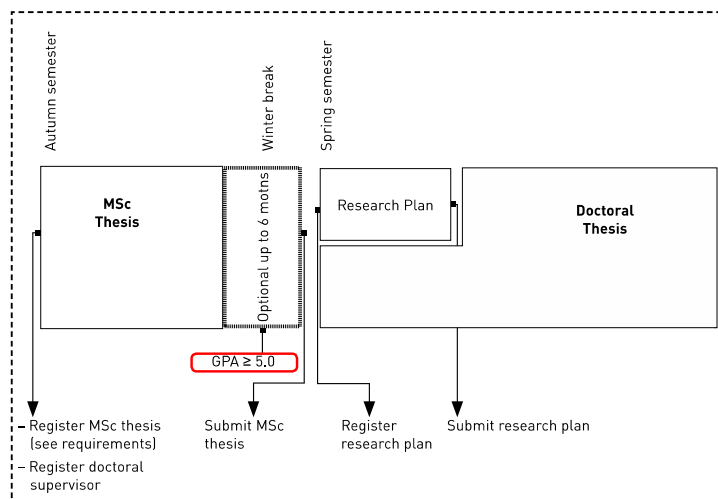 Autumn semester
Winter break
Spring semester
MSc
Thesis
Optional up to 6 motns
Research Plan
Doctoral
Thesis
GPA ≥ 5.0
– Register MSc thesis
(see requirements)
– Register doctoral
supervisor
Submit MSc
thesis
Register
research plan
Submit research plan